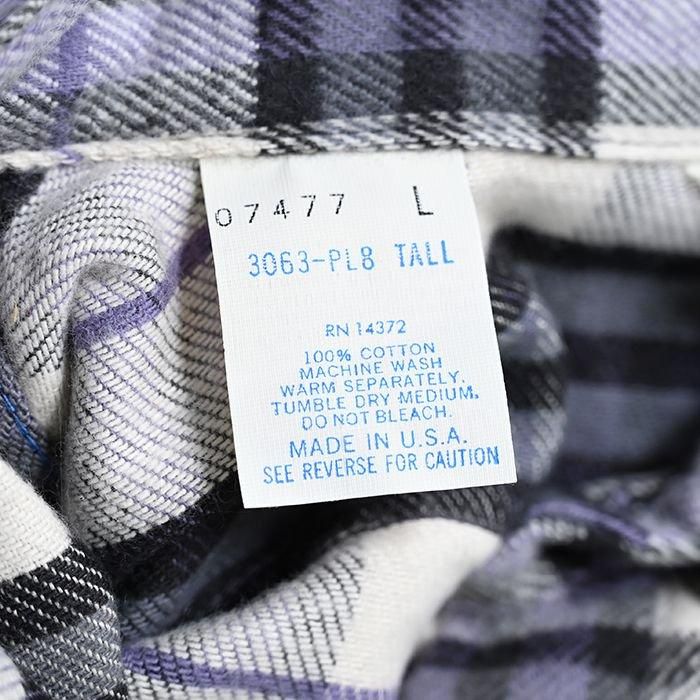 07477 L
3063-PL8 TALL
RN 14372
100% COTTON
MACHINE WASH
WARM SEPARATELY.
TUMBLE DRY MEDIUM.
DO NOT BLEACH.
MADE IN U.S.A.
SEE REVERSE FOR CAUTION